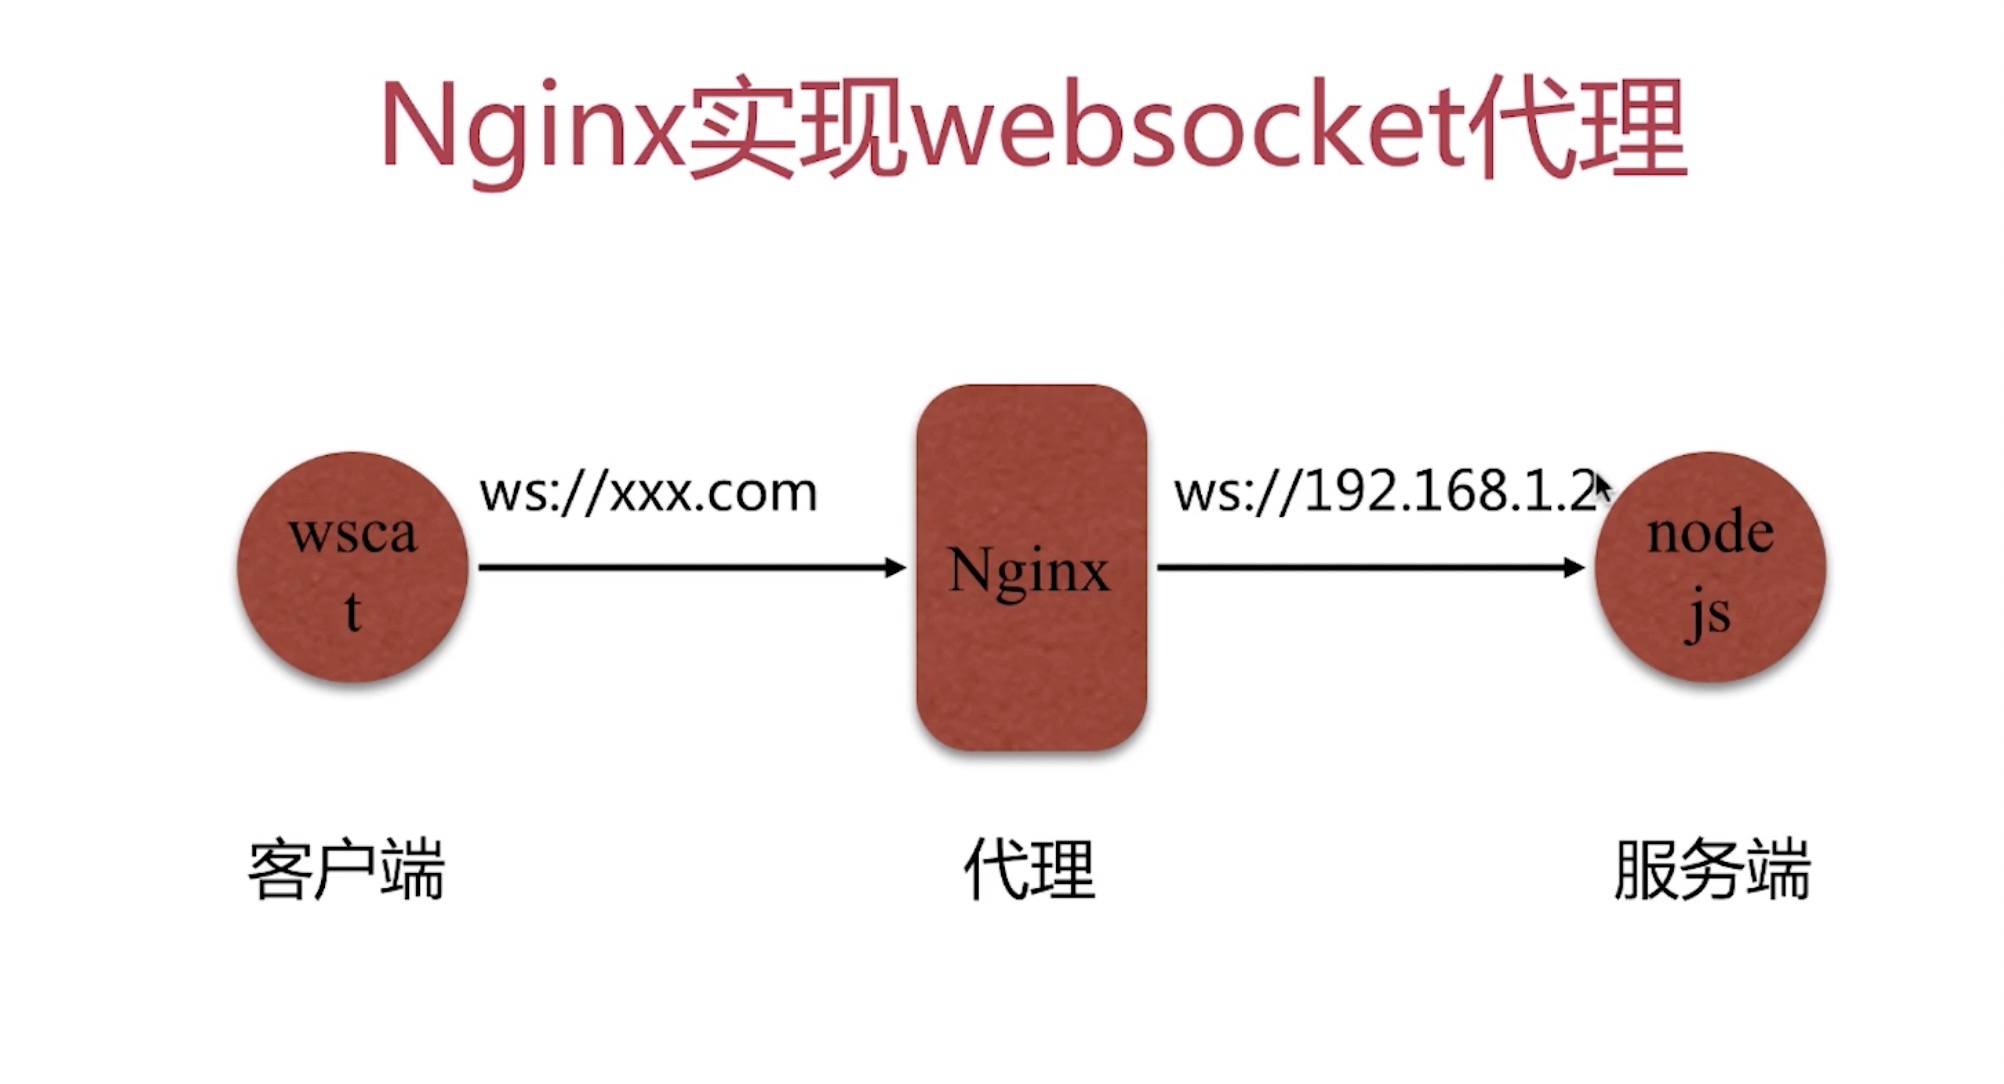 Nginx实现websocket代理
ws://xxx.com
ws://192.168.1.2
wsca
t
Nginx
node
js
客户端
代理
服务端